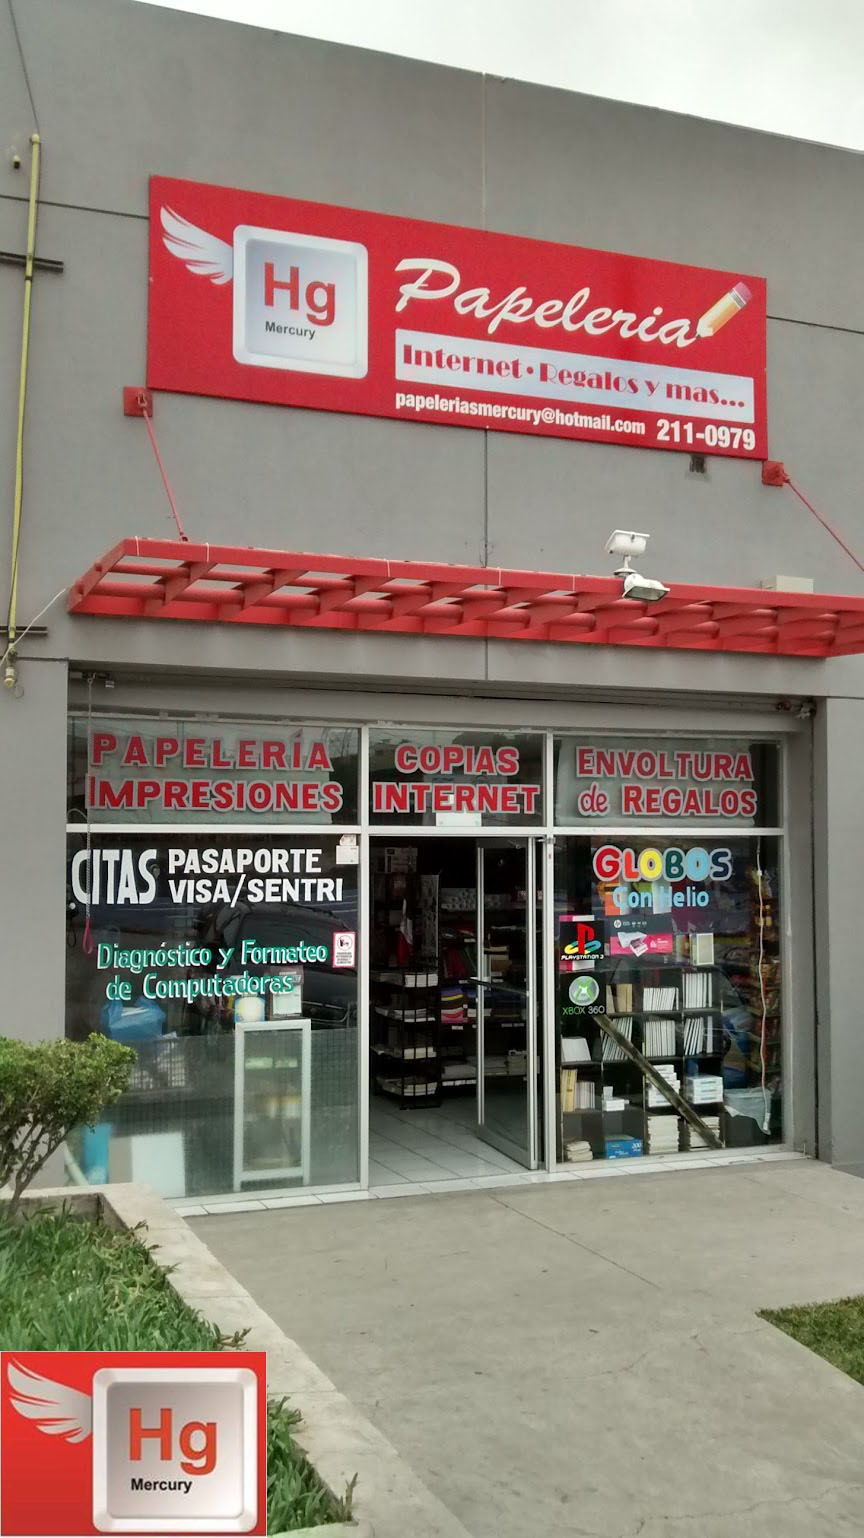 Hg
Mercury
Papeleria
Internet • Regalos y mas...
papeleriasmercury@hotmail.com 211-0979
PAPELERIA
IMPRESIONES
COPIAS
INTERNET
ENVOLTURA
de REGALOS
CITAS PASAPORTE
VISA/SENTRI
Diagnóstico y Formateo
de Computadoras
GLOBOS
Con Helio
PLAYSTATION 3
XBOX 360
Hg
Mercury